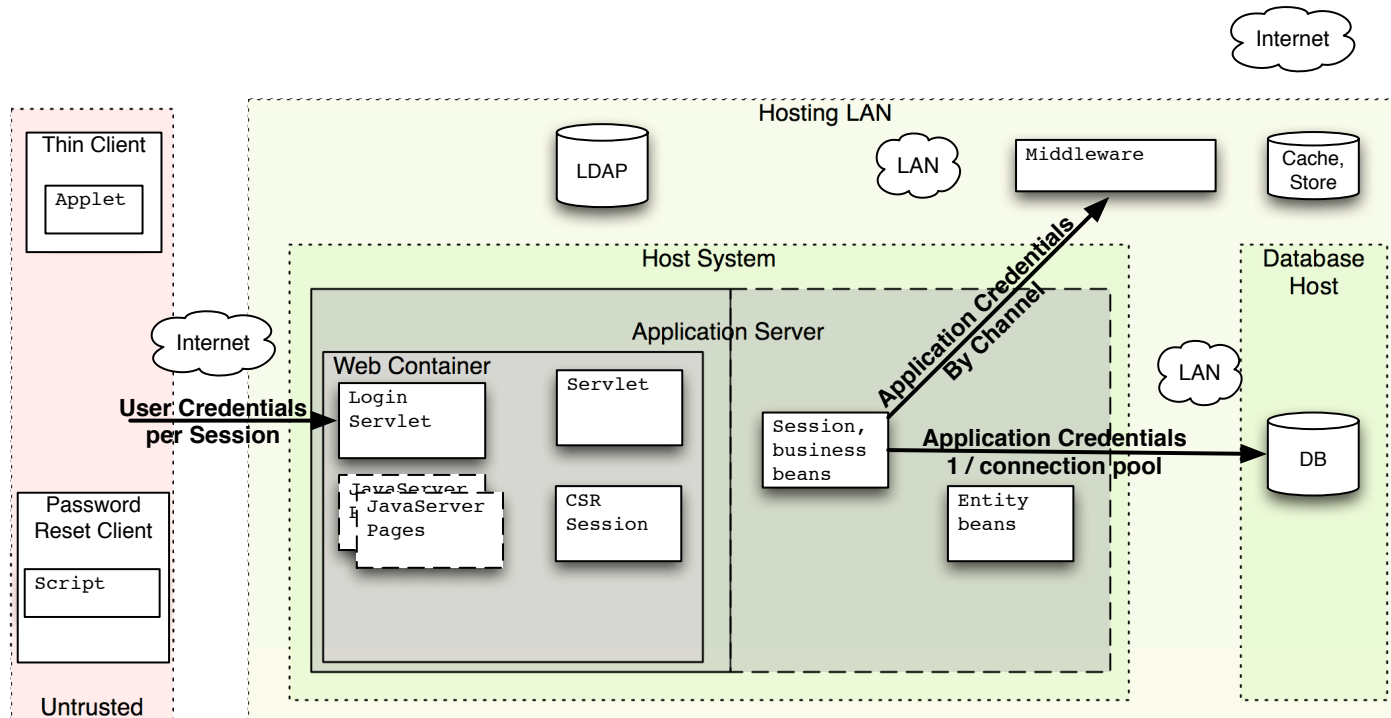 Internet
Hosting LAN
Thin Client
Applet
LDAP
LAN
Middleware
Cache,
Store
Host System
Database
Host
Application Credentials
By Channel
Internet
Application Server
Web Container
LAN
User Credentials
per Session
Login
Servlet
Servlet
Session,
business
beans
Application Credentials
1 / connection pool
DB
Password
Reset Client
Script
JavaServer
JavaServer
Pages
CSR
Session
Entity
beans
Untrusted